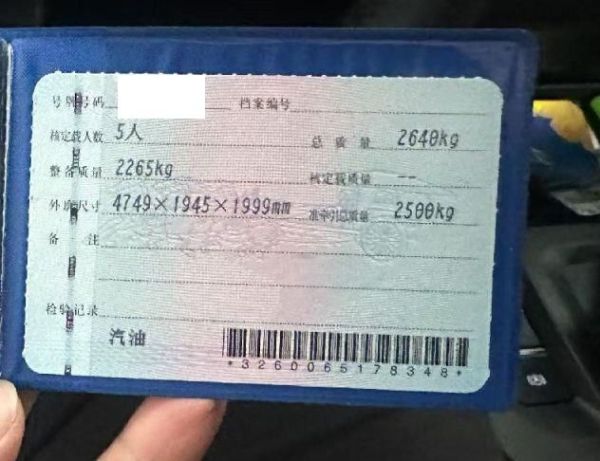 号牌号码 档案编号
核定载人数 5人 总质量 2640kg
整备质量 2265kg 核定载质量 --
外廓尺寸 4749×1945×1999mm 准牵引总质量 2500kg
备注
检验记录
汽油
*3260065178348*